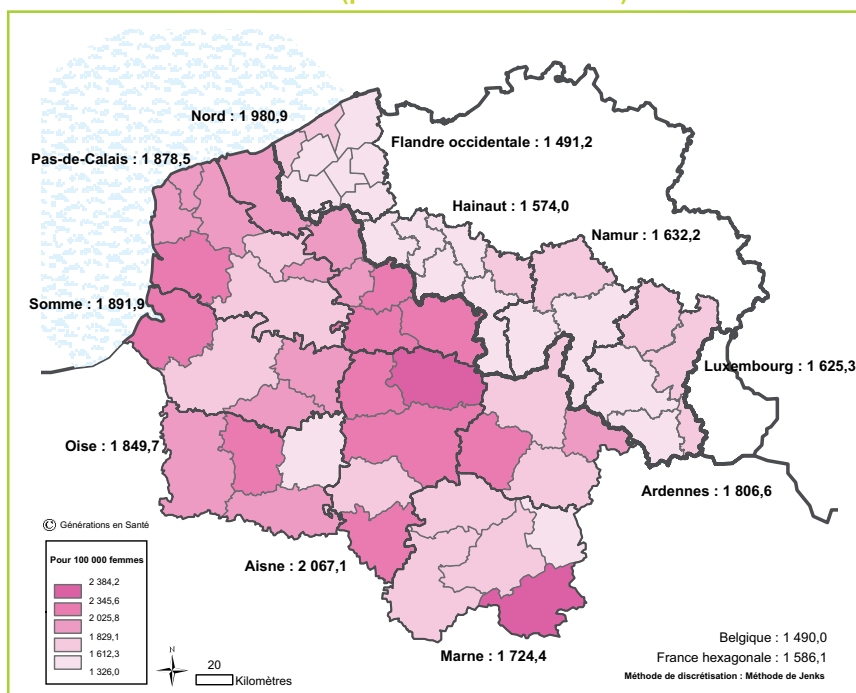 Nord : 1 980,9
Flandre occidentale : 1 491,2
Pas-de-Calais : 1 878,5
Hainaut : 1 574,0
Namur : 1 632,2
Somme : 1 891,9
Luxembourg : 1 625,3
Oise : 1 849,7
Ardennes : 1 806,6
© Générations en Santé
Aisne : 2 067,1
Pour 100 000 femmes
2 384,2
2 345,6
2 025,8
1 829,1
1 612,3
1 326,0
N
20
Kilomètres
Marne : 1 724,4
Belgique : 1 490,0
France hexagonale : 1 586,1
Méthode de discrétisation : Méthode de Jenks